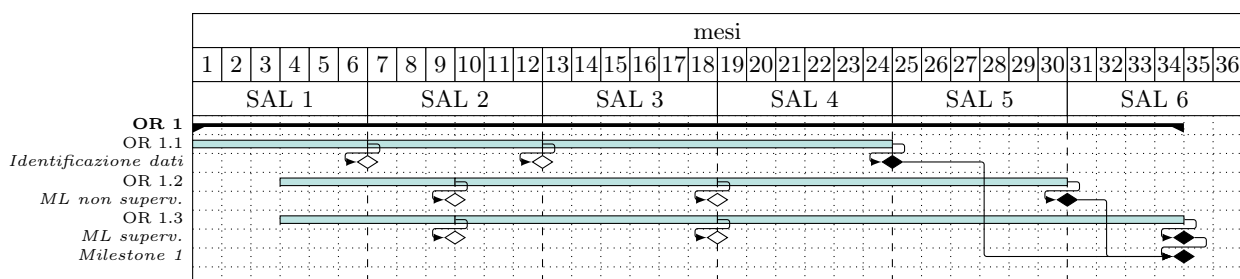 mesi
1 2 3 4 5 6 7 8 9 10 11 12 13 14 15 16 17 18 19 20 21 22 23 24 25 26 27 28 29 30 31 32 33 34 35 36
SAL 1 SAL 2 SAL 3 SAL 4 SAL 5 SAL 6
OR 1
OR 1.1
Identificazione dati
OR 1.2
ML non superv.
OR 1.3
ML superv.
Milestone 1